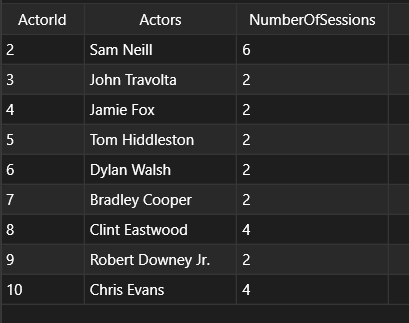 ActorId Actors NumberOfSessions
2 Sam Neill 6
3 John Travolta 2
4 Jamie Fox 2
5 Tom Hiddleston 2
6 Dylan Walsh 2
7 Bradley Cooper 2
8 Clint Eastwood 4
9 Robert Downey Jr. 2
10 Chris Evans 4